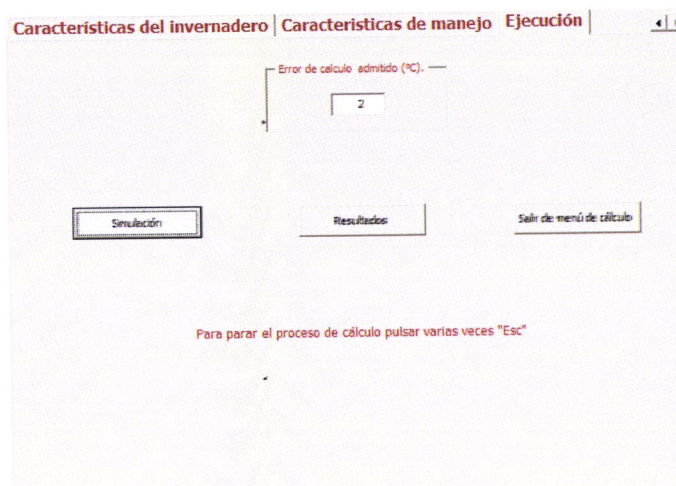 Características del invernadero Caracteristicas de manejo Ejecución
Error de calculo admitido (ºC).
2
Simulación Resultados Salir de menú de cálculo
Para parar el proceso de cálculo pulsar varias veces "Esc"